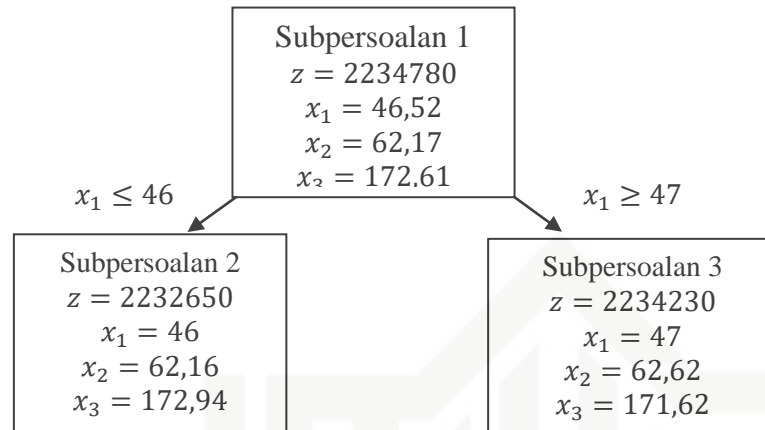 Subpersoalan 1
𝑧 = 2234780
𝑥₁ = 46,52
𝑥₂ = 62,17
𝑥₃ = 172,61
𝑥₁ ≤ 46
𝑥₁ ≥ 47
Subpersoalan 2
𝑧 = 2232650
𝑥₁ = 46
𝑥₂ = 62,16
𝑥₃ = 172,94
Subpersoalan 3
𝑧 = 2234230
𝑥₁ = 47
𝑥₂ = 62,62
𝑥₃ = 171,62